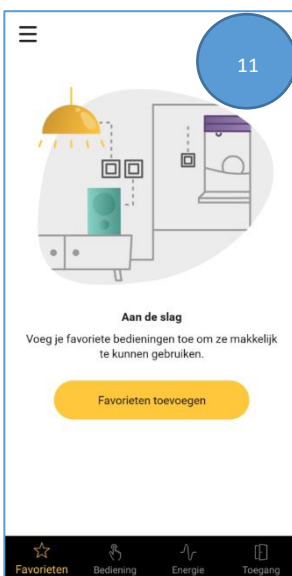 11
Aan de slag
Voeg je favoriete bedieningen toe om ze makkelijk
te kunnen gebruiken.
Favorieten toevoegen
Favorieten Bediening Energie Toegang